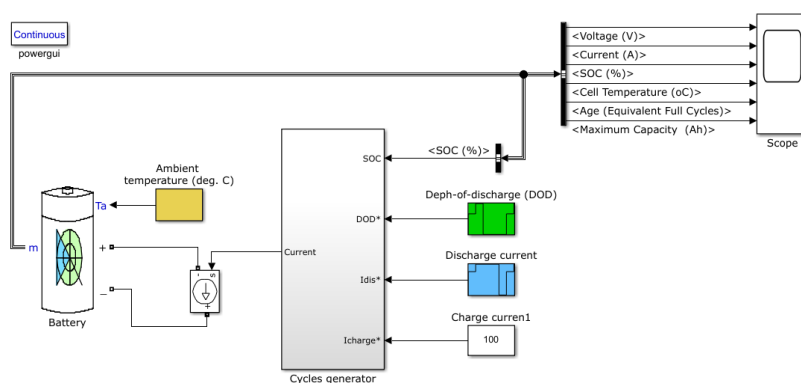 Continuous
powergui
<Voltage (V)>
<Current (A)>
<SOC (%)>
<Cell Temperature (oC)>
<Age (Equivalent Full Cycles)>
<Maximum Capacity (Ah)>
Scope
<SOC (%)>
Ambient
temperature (deg. C)
Ta
m
+
−
Battery
-
s
+
SOC
DOD*
Current
Idis*
Icharge*
Cycles generator
Deph-of-discharge (DOD)
Discharge current
Charge curren1
100